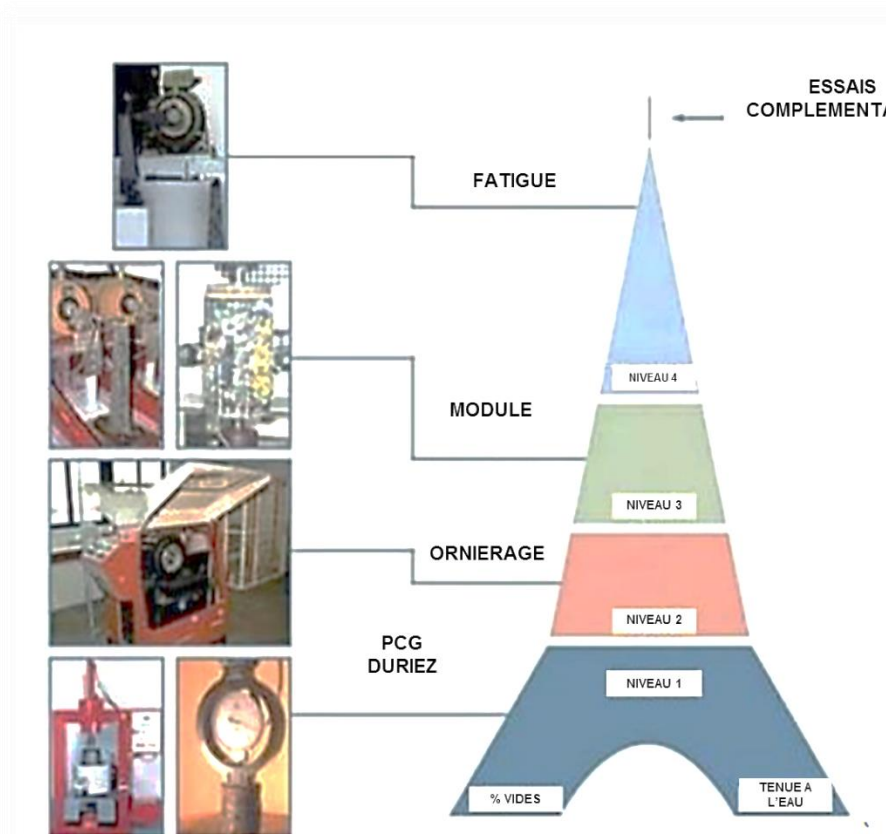 ESSAIS
FATIGUE
NIVEAU 4
MODULE
NIVEAU 3
ORNIERAGE
NIVEAU 2
PCG
DURIEZ
NIVEAU 1
% VIDES
TENUE A
L'EAU